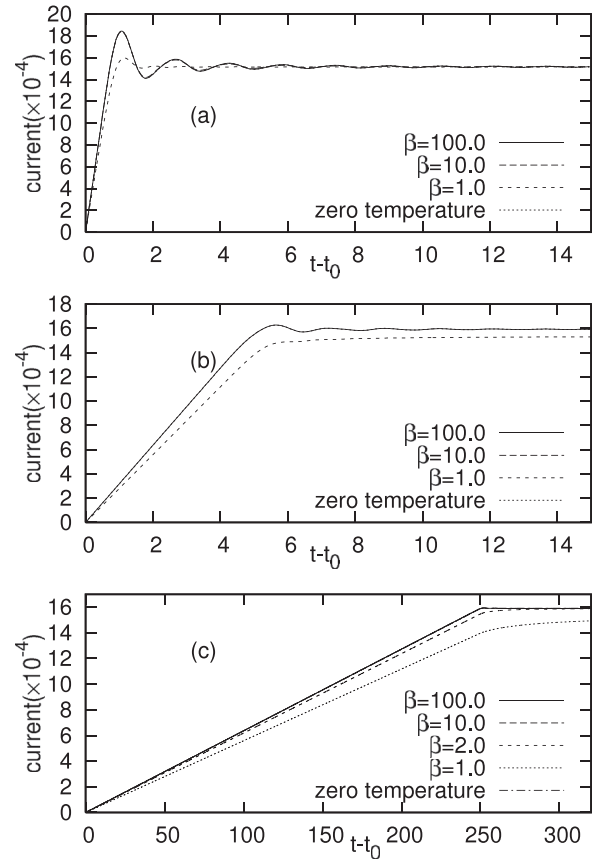 20
18
16
14
12
10
8
6
4
2
0
current(×10⁻⁴)
(a)
β=100.0
β=10.0
β=1.0
zero temperature
0 2 4 6 8 10 12 14
t-t₀
18
16
14
12
10
8
6
4
2
0
current(×10⁻⁴)
(b)
β=100.0
β=10.0
β=1.0
zero temperature
0 2 4 6 8 10 12 14
t-t₀
16
14
12
10
8
6
4
2
0
current(×10⁻⁴)
(c)
β=100.0
β=10.0
β=2.0
β=1.0
zero temperature
0 50 100 150 200 250 300
t-t₀